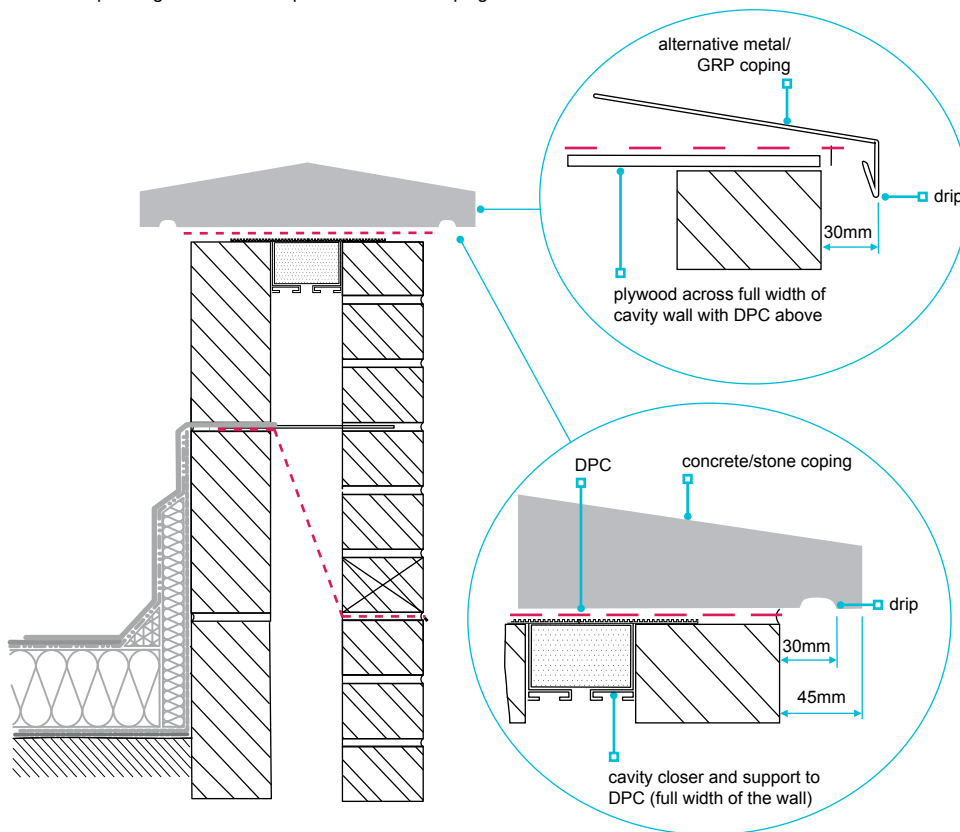 alternative metal/
GRP coping
drip
30mm
plywood across full width of
cavity wall with DPC above
DPC
concrete/stone coping
drip
30mm
45mm
cavity closer and support to
DPC (full width of the wall)